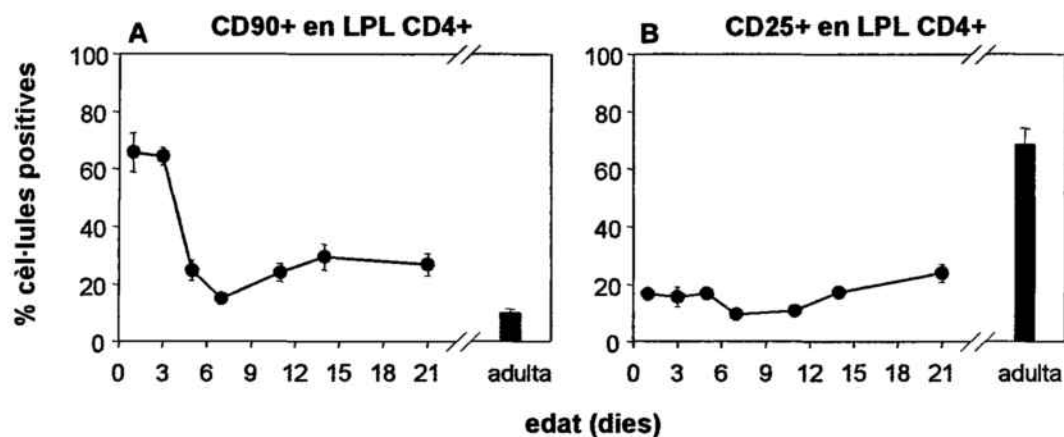 A CD90+ en LPL CD4+
B CD25+ en LPL CD4+
% cèl·lules positives
100
80
60
40
20
0
0 3 6 9 12 15 18 21 adulta
100
80
60
40
20
0
0 3 6 9 12 15 18 21 adulta
edat (dies)